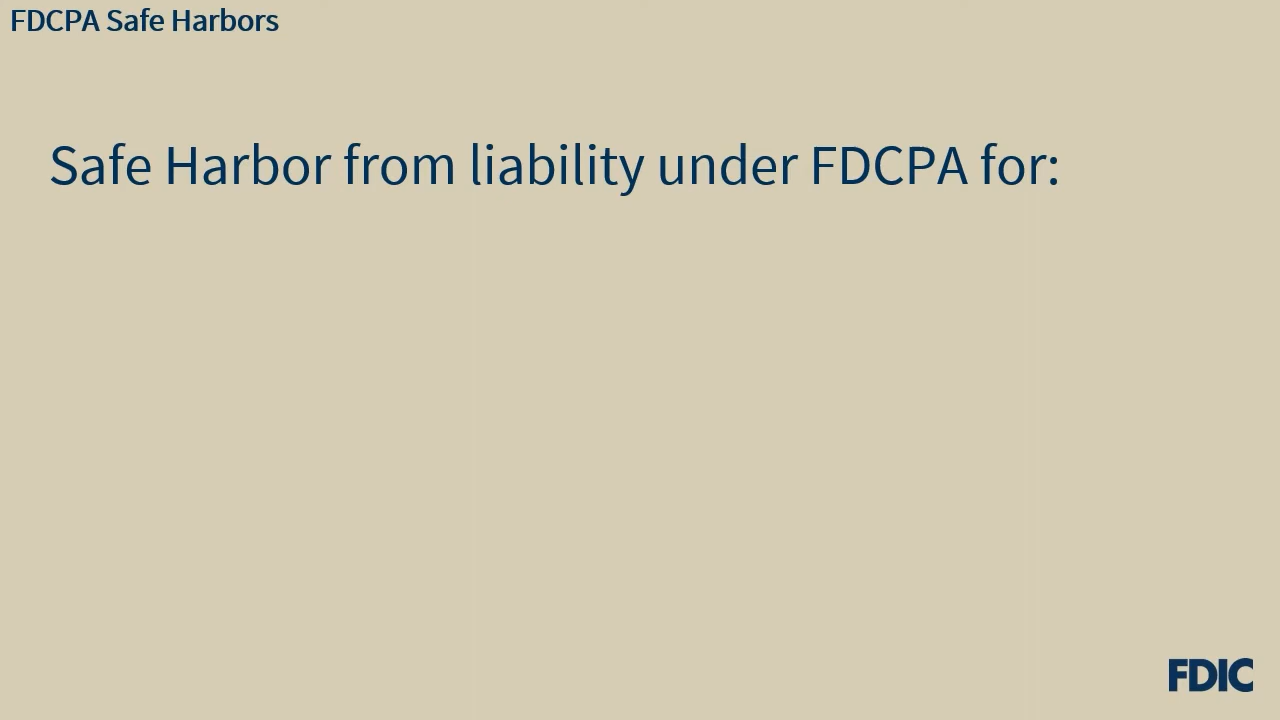 FDCPA Safe Harbors
Safe Harbor from liability under FDCPA for:
FDIC